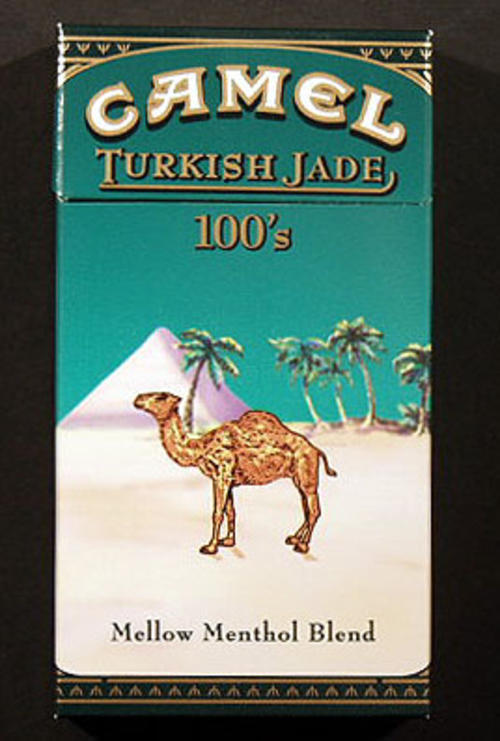 CAMEL
TURKISH JADE
100's
Mellow Menthol Blend